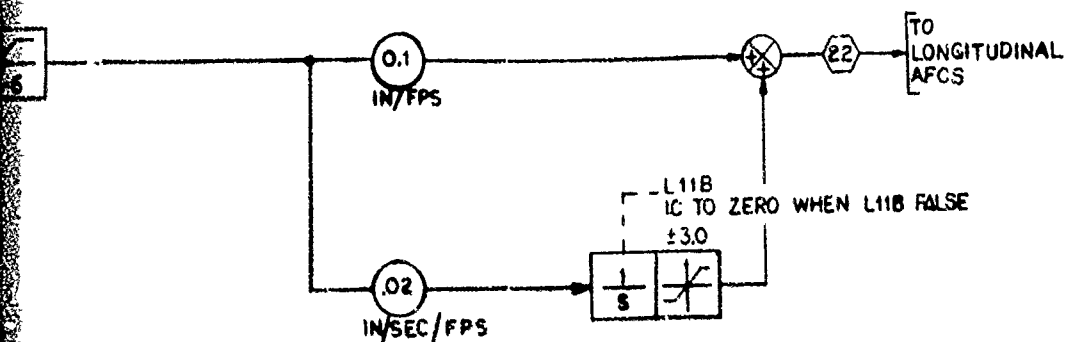 TO
LONGITUDINAL
AFCS
0.1
IN/FPS
+
+
22
L11B
IC TO ZERO WHEN L11B FALSE
±3.0
1
S
.02
IN/SEC/FPS